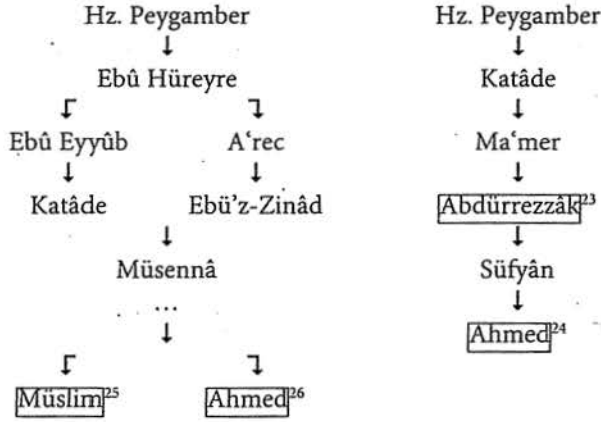 Hz. Peygamber
Ebû Hüreyre
Ebû Eyyûb A‘rec
Katâde Ebü’z-Zinâd
Müsennâ
...
Müslim²⁵ Ahmed²⁶
Hz. Peygamber
Katâde
Ma‘mer
Abdürrezzâk²³
Süfyân
Ahmed²⁴